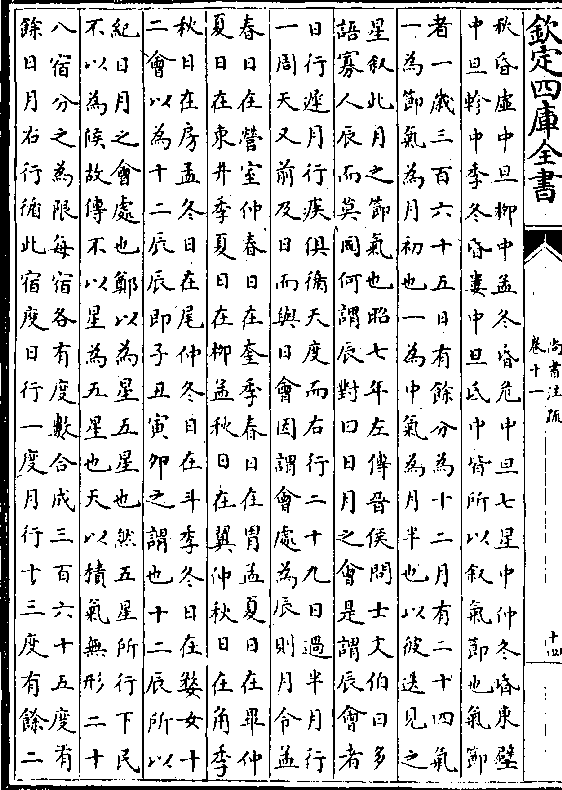 欽定四庫全書
尚書注疏
卷十一
十四
秋昏虛中旦柳中孟冬昏危中旦七星中仲冬昏東壁
中旦軫中季冬昏婁中旦氐中皆所以叙氣節也氣節
者一歲三百六十五日有餘分為十二月有二十四氣
一為節氣為月初也一為中氣為月半也以彼迭見之
星叙此月之節氣也昭七年左傳晉侯問士文伯曰多
語寡人辰而莫同何謂辰對曰日月之會是謂辰會者
日行遲月行疾俱循天度而右行二十九日過半月行
一周天又前及日而與日會因謂會處為辰則月令孟
春日在營室仲春日在奎季春日在胃孟夏日在畢仲
夏日在東井季夏日在柳孟秋日在翼仲秋日在角季
秋日在房孟冬日在尾仲冬日在斗季冬日在婺女十
二會以為十二辰辰即子丑寅卯之謂也十二辰所以
紀日月之會處也鄭以為星五星也然五星所行下民
不以為候故傳不以星為五星也天以積氣無形二十
八宿分之為限每宿各有度數合成三百六十五度有
餘日月右行循此宿度日行一度月行十三度有餘二